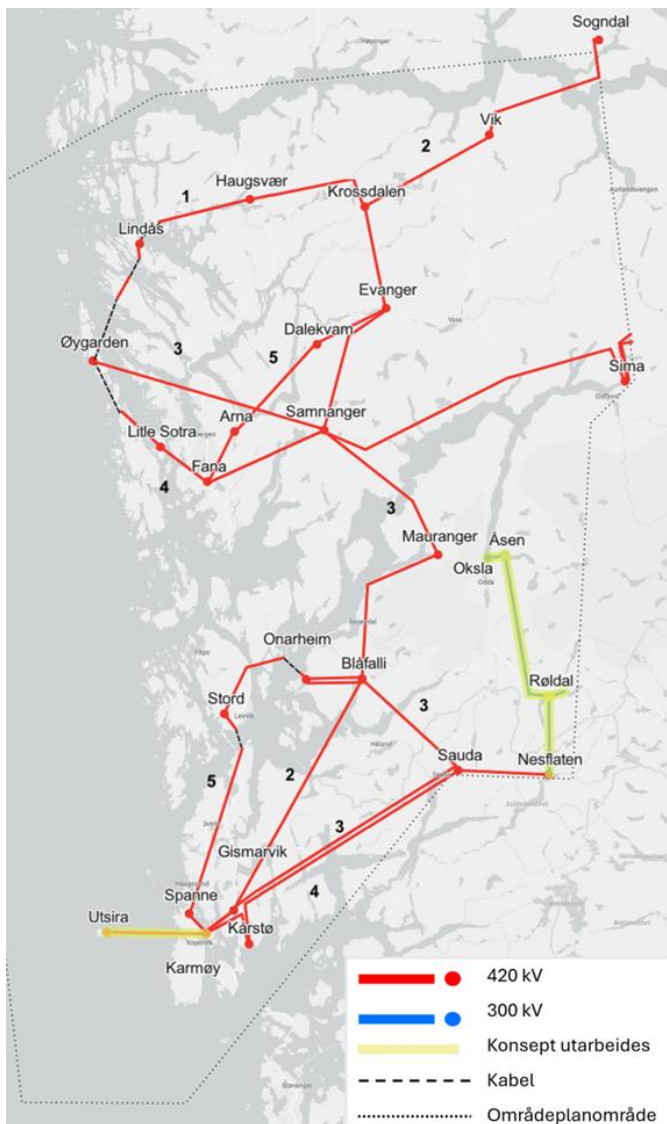 Sogndal
Vik
2
Haugsvær
1
Krossdalen
Lindås
Evanger
Dalekvam
3
5
Øygarden
Sima
Samnanger
Arna
Litle Sotra
Fana
4
3
Mauranger
Åsen
Oksla
Odda
Onarheim
Blåfalli
Røldal
Stord
3
Sauda
Nesflaten
2
5
3
Gismarvik
4
Spanne
Utsira
Kårstø
Kopervik
Karmøy
420 kV
300 kV
Konsept utarbeides
Kabel
Områdeplanområde